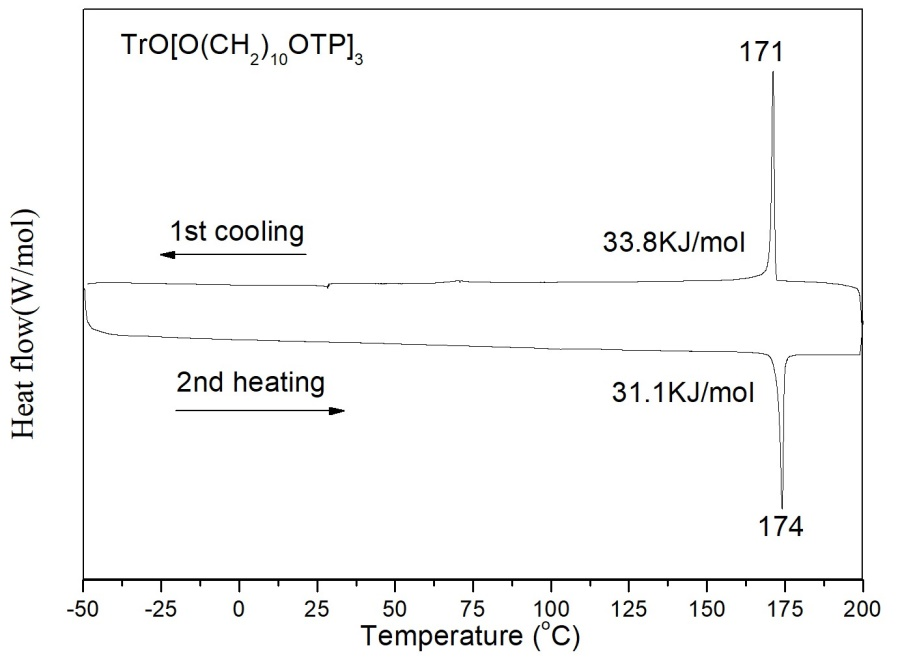 TrO[O(CH₂)₁₀OTP]₃
171
1st cooling
33.8KJ/mol
Heat flow(W/mol)
2nd heating
31.1KJ/mol
174
-50 -25 0 25 50 75 100 125 150 175 200
Temperature (°C)